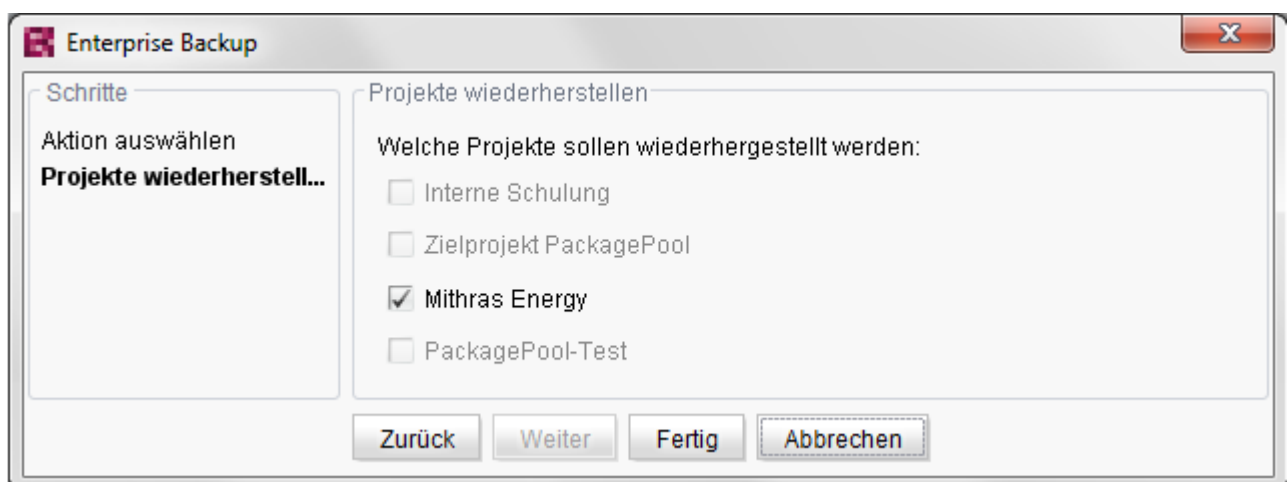 Enterprise Backup
Schritte
Aktion auswählen
Projekte wiederherstell...
Projekte wiederherstellen
Welche Projekte sollen wiederhergestellt werden:
Interne Schulung
Zielprojekt PackagePool
Mithras Energy
PackagePool-Test
Zurück Weiter Fertig Abbrechen